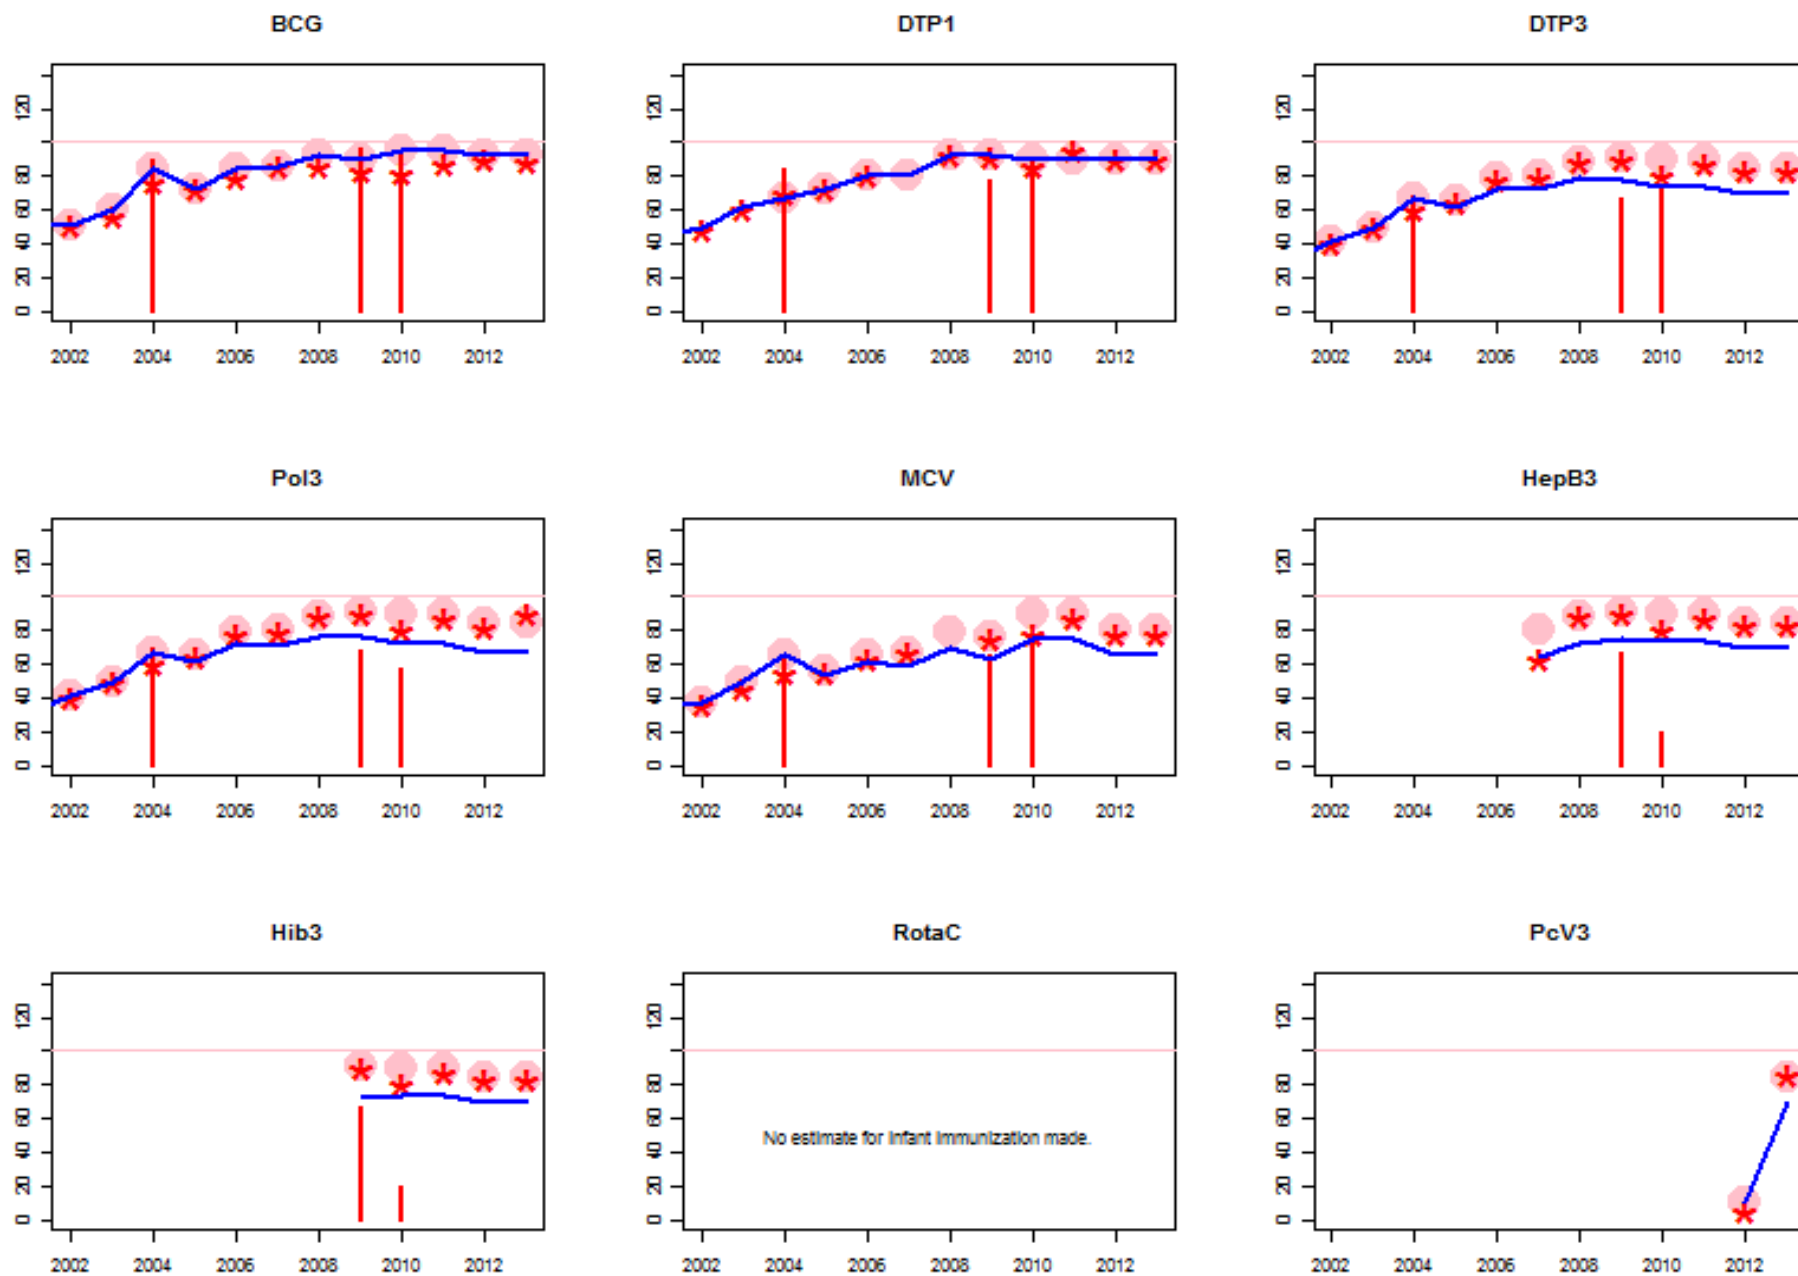 BCG DTP1 DTP3
120 120 120
80 80 80
60 60 60
40 40 40
20 20 20
0 0 0
2002 2004 2006 2008 2010 2012 2002 2004 2006 2008 2010 2012 2002 2004 2006 2008 2010 2012
Pol3 MCV HepB3
120 120 120
80 80 80
60 60 60
40 40 40
20 20 20
0 0 0
2002 2004 2006 2008 2010 2012 2002 2004 2006 2008 2010 2012 2002 2004 2006 2008 2010 2012
Hib3 RotaC PcV3
120 120 120
80 80 80
60 60 60
No estimate for infant immunization made.
40 40 40
20 20 20
0 0 0
2002 2004 2006 2008 2010 2012 2002 2004 2006 2008 2010 2012 2002 2004 2006 2008 2010 2012